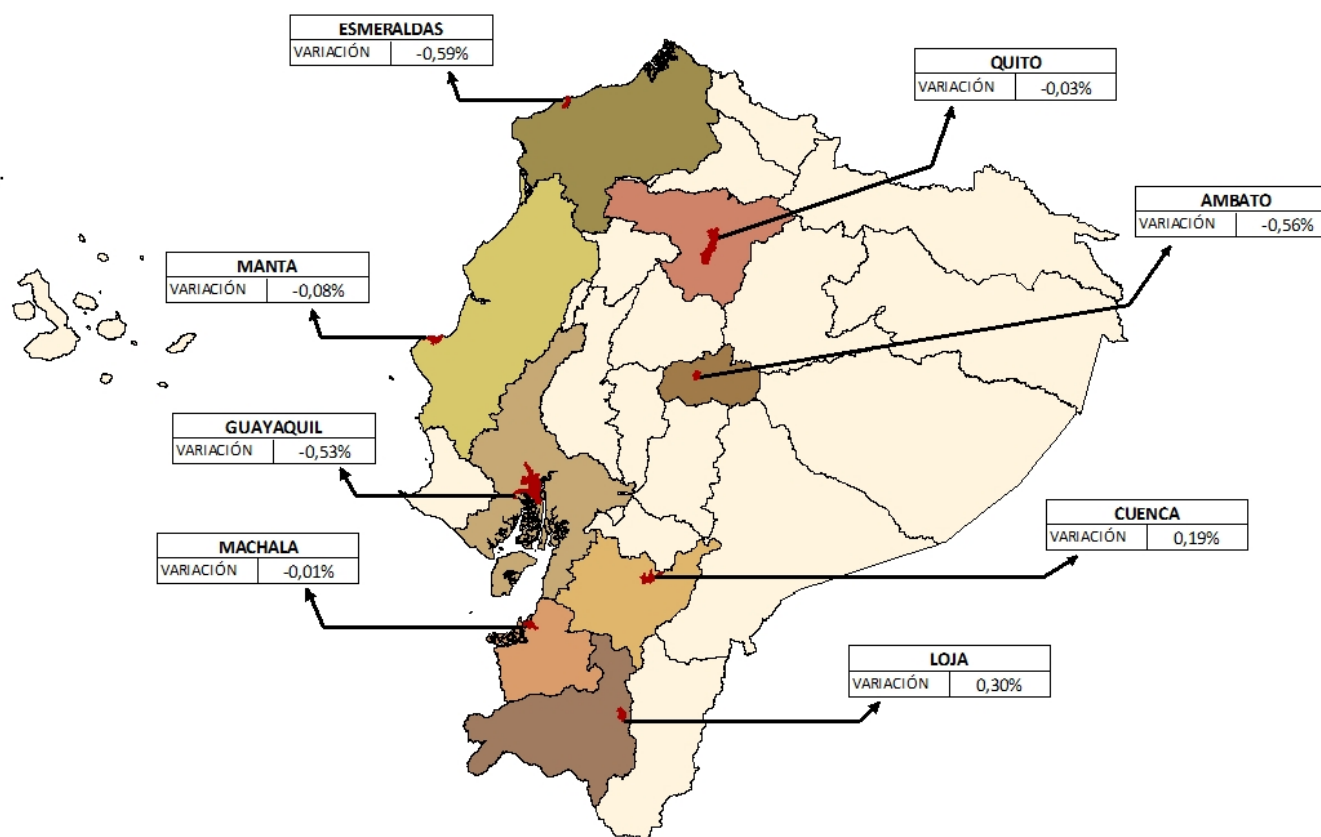 ESMERALDAS
VARIACIÓN -0,59%
QUITO
VARIACIÓN -0,03%
AMBATO
VARIACIÓN -0,56%
MANTA
VARIACIÓN -0,08%
GUAYAQUIL
VARIACIÓN -0,53%
CUENCA
VARIACIÓN 0,19%
MACHALA
VARIACIÓN -0,01%
LOJA
VARIACIÓN 0,30%